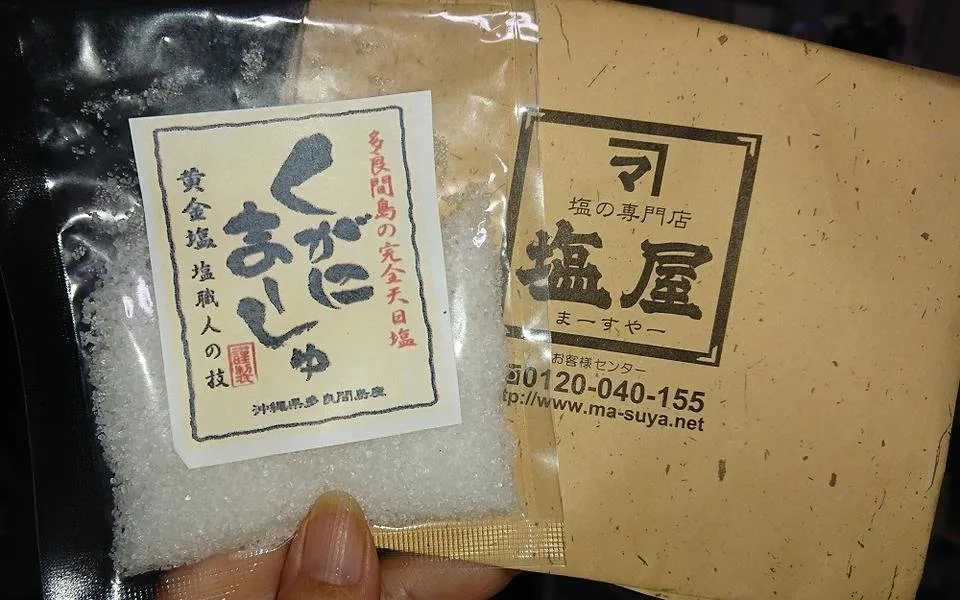 多良間島の完全天日塩
くがに
まーしゅ
黄金塩 塩職人の技
謹製
沖縄県多良間島産
マ
塩の専門店
塩屋
まーすやー
お客様センター
0120-040-155
tp://www.ma-suya.net